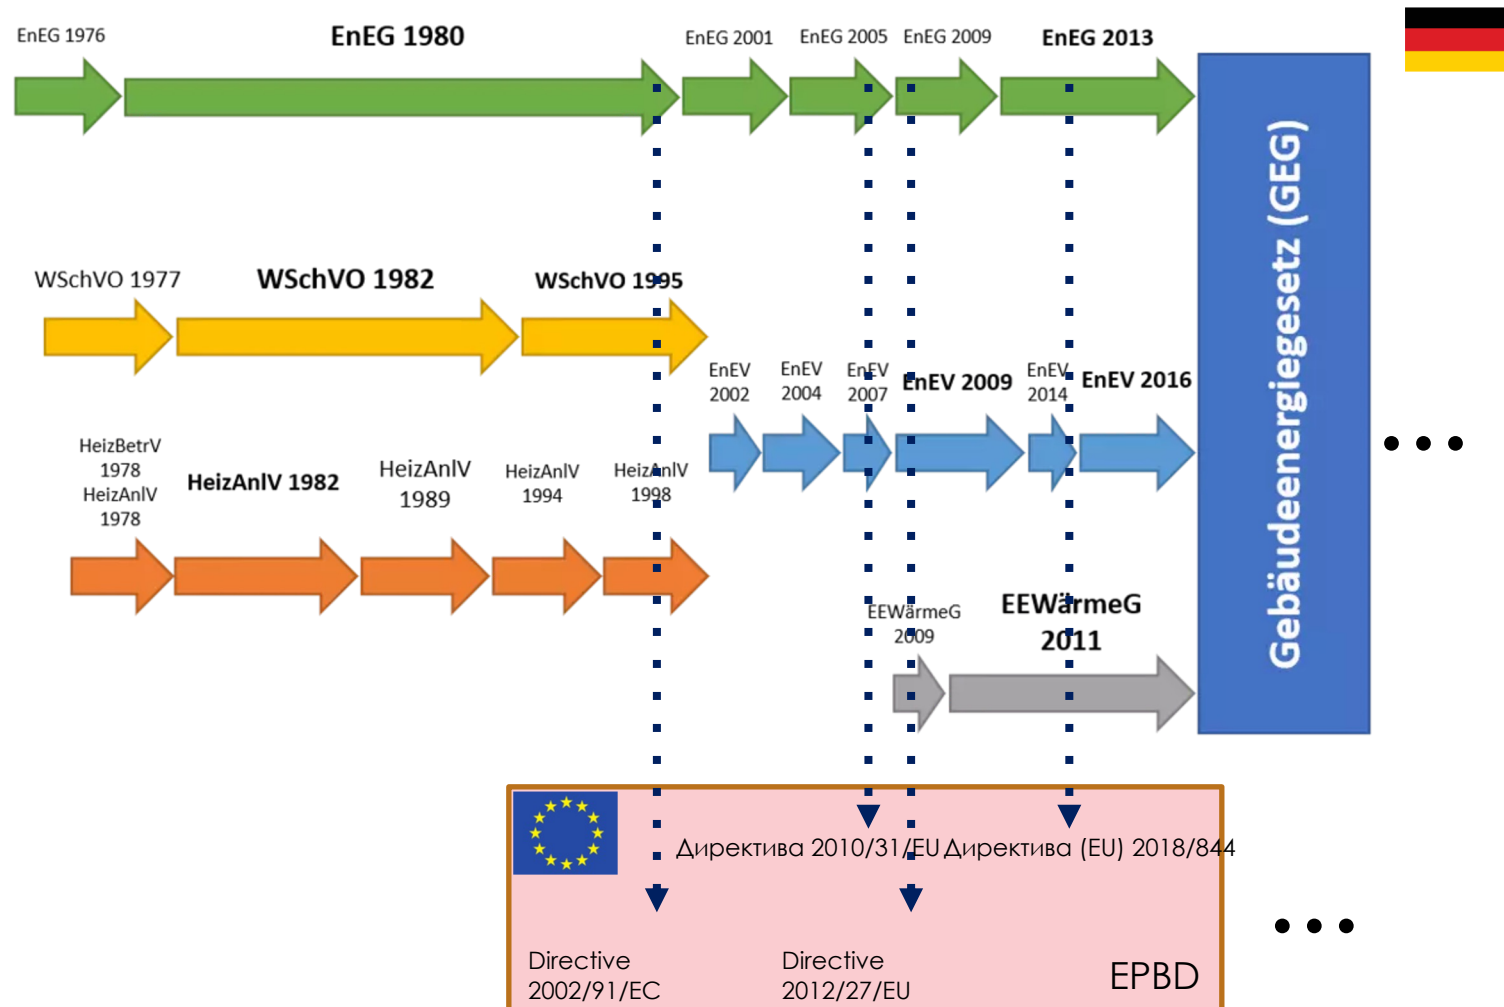 EnEG 1976
EnEG 1980
EnEG 2001
EnEG 2005
EnEG 2009
EnEG 2013
Gebäudeenergiegesetz (GEG)
WSchVO 1977
WSchVO 1982
WSchVO 1995
EnEV
2002
EnEV
2004
EnEV
2007
EnEV 2009
EnEV
2014
EnEV 2016
HeizBetrV
1978
HeizAnlV
1978
HeizAnlV 1982
HeizAnlV
1989
HeizAnlV
1994
HeizAnlV
1998
EEWärmeG
2009
EEWärmeG
2011
Директива 2010/31/EU
Директива (EU) 2018/844
Directive
2002/91/EC
Directive
2012/27/EU
EPBD